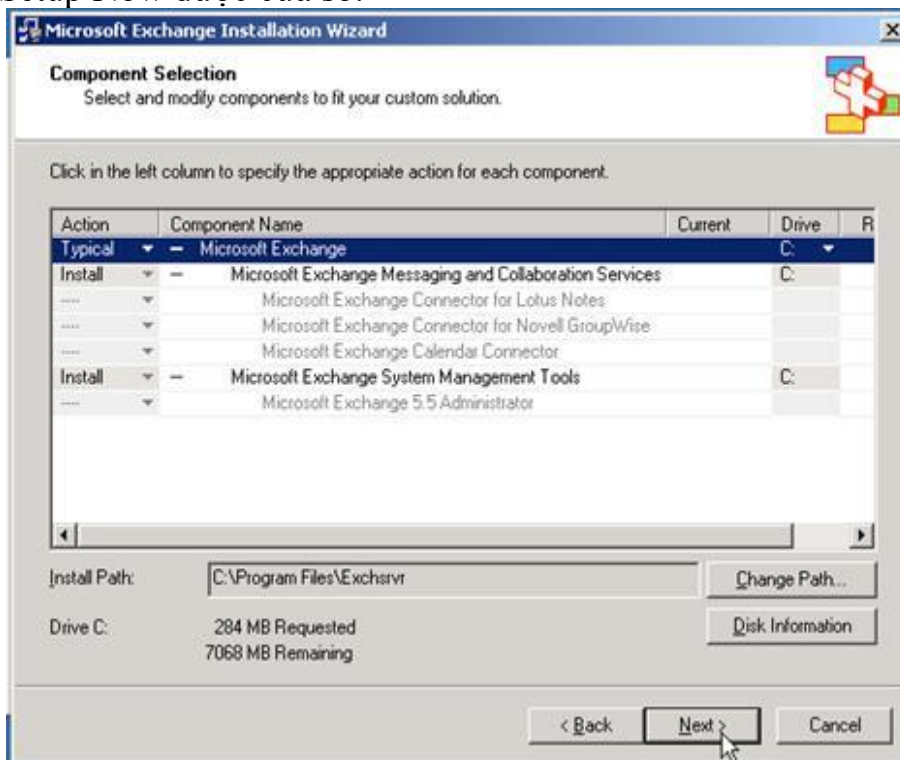 Microsoft Exchange Installation Wizard
Component Selection
Select and modify components to fit your custom solution.
Click in the left column to specify the appropriate action for each component.
Action Component Name Current Drive R
Typical Microsoft Exchange C:
Install Microsoft Exchange Messaging and Collaboration Services C:
---- Microsoft Exchange Connector for Lotus Notes
---- Microsoft Exchange Connector for Novell GroupWise
---- Microsoft Exchange Calendar Connector
Install Microsoft Exchange System Management Tools C:
---- Microsoft Exchange 5.5 Administrator
Install Path: C:\Program Files\Exchsrvr Change Path...
Drive C: 284 MB Requested Disk Information
7068 MB Remaining
< Back Next > Cancel